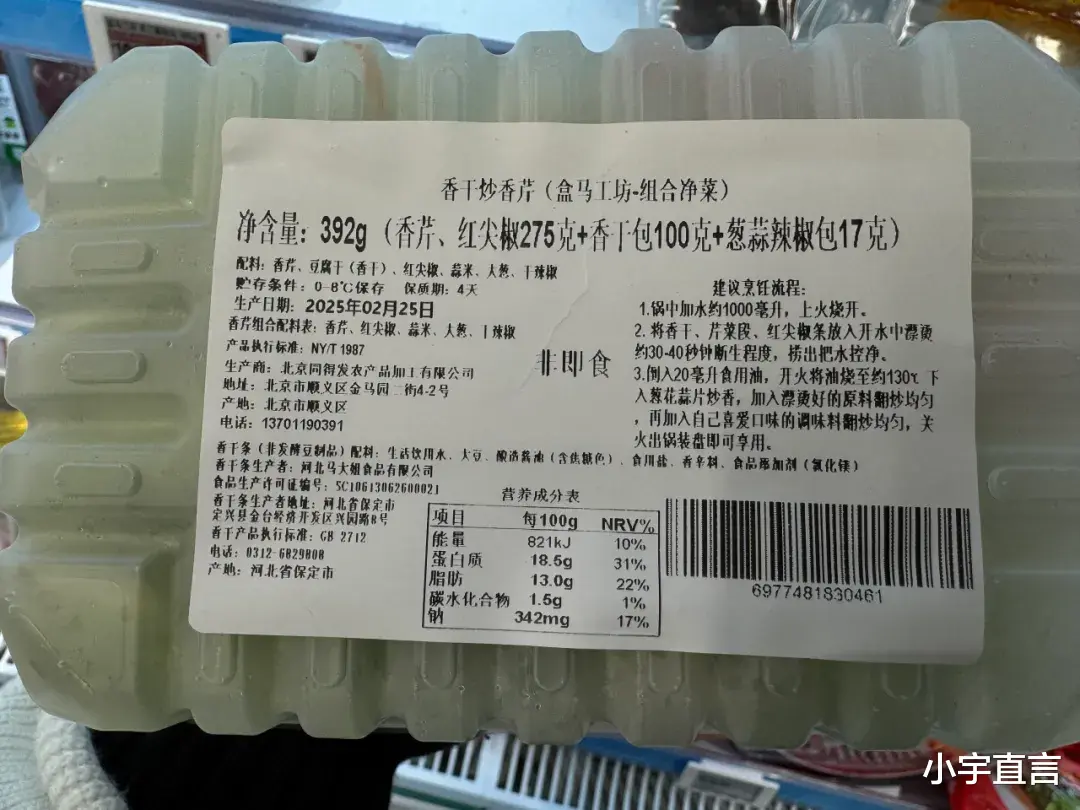 香干炒香芹（盒马工坊-组合净菜）
净含量：392g（香芹、红尖椒275克+香干包100克+葱蒜辣椒包17克）
配料：香芹、豆腐干（香干）、红尖椒、蒜米、大葱、干辣椒
贮存条件：0-8℃保存 保质期：4天
生产日期：2025年02月25日
香芹组合配料表：香芹、红尖椒、蒜米、大葱、干辣椒
产品执行标准：NY/T 1987
生产商：北京同得发农产品加工有限公司
地址：北京市顺义区金马园二街4-2号
产地：北京市顺义区
电话：13701190391
非即食
建议烹饪流程：
1.锅中加水约1000毫升，上火烧开。
2.将香干、芹菜段、红尖椒条放入开水中漂烫
约30-40秒钟断生程度，捞出把水控净。
3.倒入20毫升食用油，开火将油烧至约130℃下
入葱花蒜片炒香，加入漂烫好的原料翻炒均匀
，再加入自己喜爱口味的调味料翻炒均匀，关
火出锅装盘即可享用。
香干条（非发酵豆制品）配料：生活饮用水、大豆、酿造酱油（含焦糖色）、食用盐、香辛料、食品添加剂（氯化镁）
香干条生产者：河北马大姐食品有限公司
食品生产许可证编号：SC10613062600021
香干条生产者地址：河北省保定市
定兴县金台经济开发区兴园路8号
香干产品执行标准：GB 2712
电话：0312-6829808
产地：河北省保定市
营养成分表
项目 每100g NRV%
能量 821kJ 10%
蛋白质 18.5g 31%
脂肪 13.0g 22%
碳水化合物 1.5g 1%
钠 342mg 17%
6977481830461
小宇直言